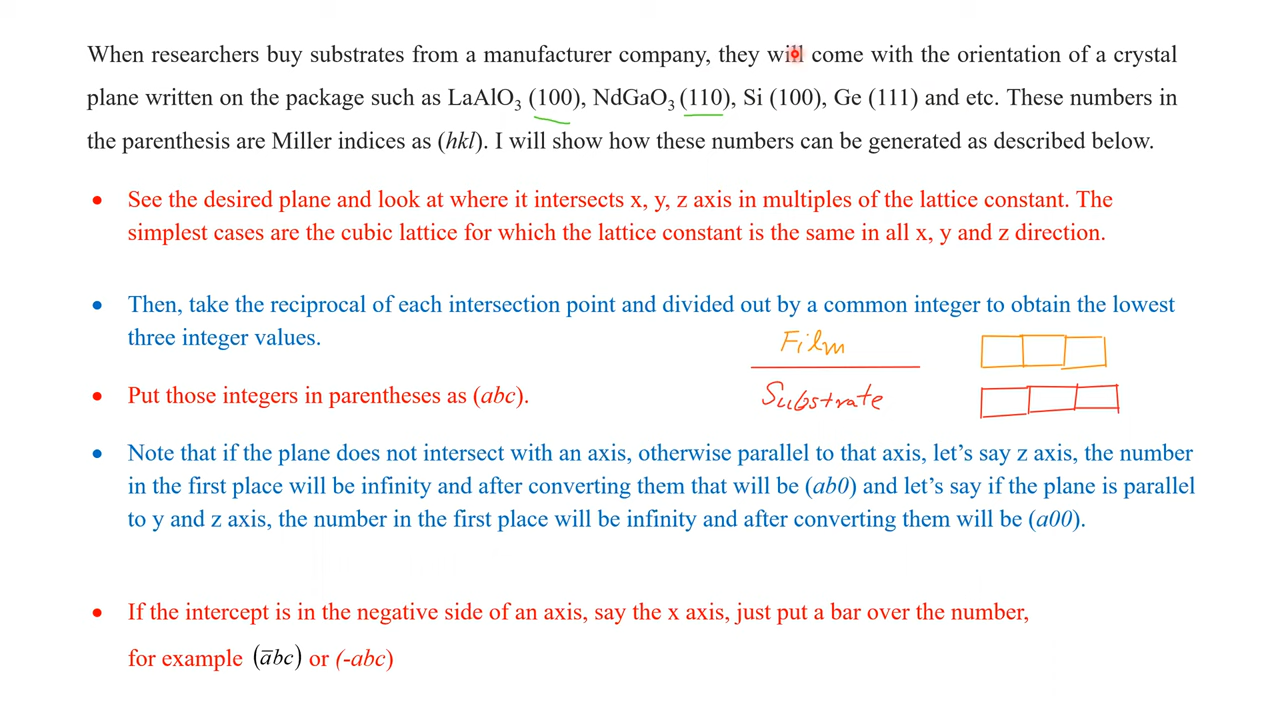 When researchers buy substrates from a manufacturer company, they will come with the orientation of a crystal
plane written on the package such as LaAlO₃ (100), NdGaO₃ (110), Si (100), Ge (111) and etc. These numbers in
the parenthesis are Miller indices as (hkl). I will show how these numbers can be generated as described below.
• See the desired plane and look at where it intersects x, y, z axis in multiples of the lattice constant. The
simplest cases are the cubic lattice for which the lattice constant is the same in all x, y and z direction.
• Then, take the reciprocal of each intersection point and divided out by a common integer to obtain the lowest
three integer values.
Film
• Put those integers in parentheses as (abc).
Substrate
• Note that if the plane does not intersect with an axis, otherwise parallel to that axis, let's say z axis, the number
in the first place will be infinity and after converting them that will be (ab0) and let's say if the plane is parallel
to y and z axis, the number in the first place will be infinity and after converting them will be (a00).
• If the intercept is in the negative side of an axis, say the x axis, just put a bar over the number,
for example (a̅bc) or (-abc)